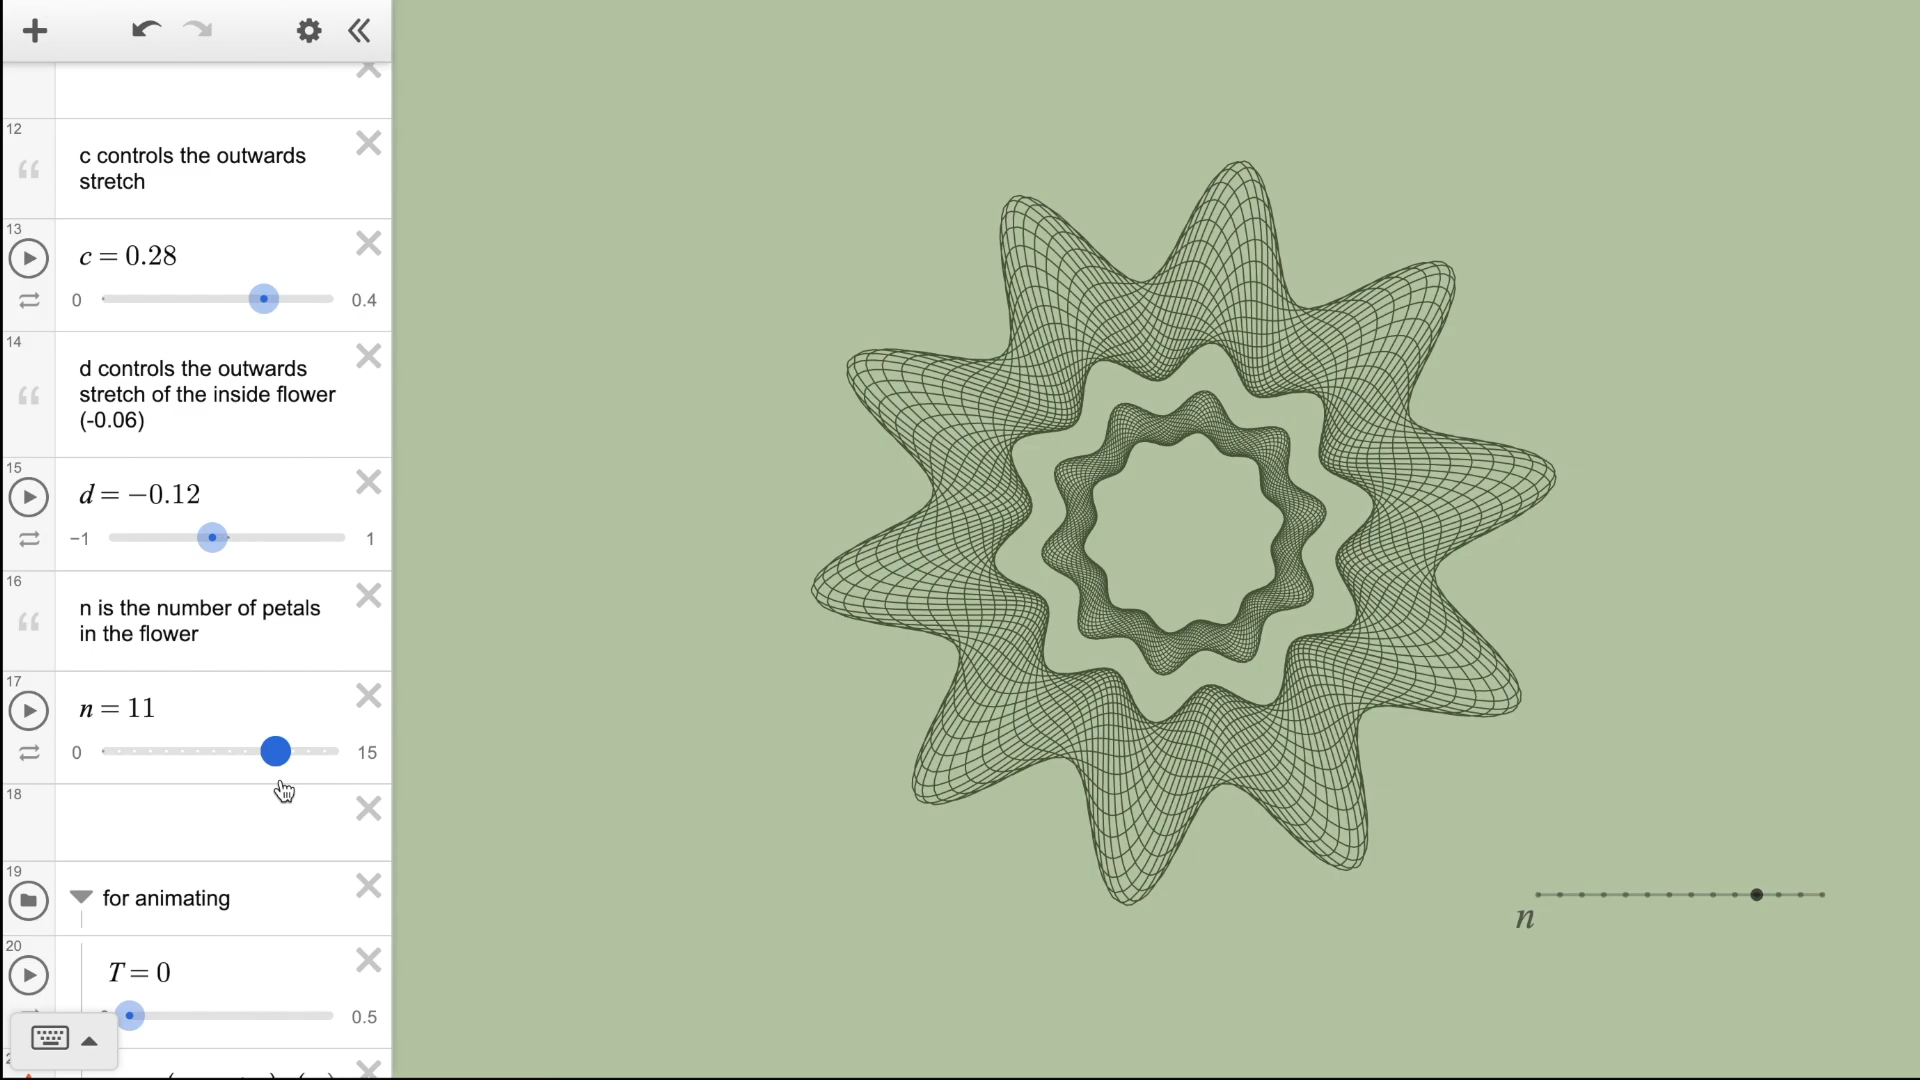 12
c controls the outwards
stretch
13
c = 0.28
0 0.4
14
d controls the outwards
stretch of the inside flower
(-0.06)
15
d = −0.12
−1 1
16
n is the number of petals
in the flower
17
n = 11
0 15
18
19
for animating
20
T = 0
0.5
n